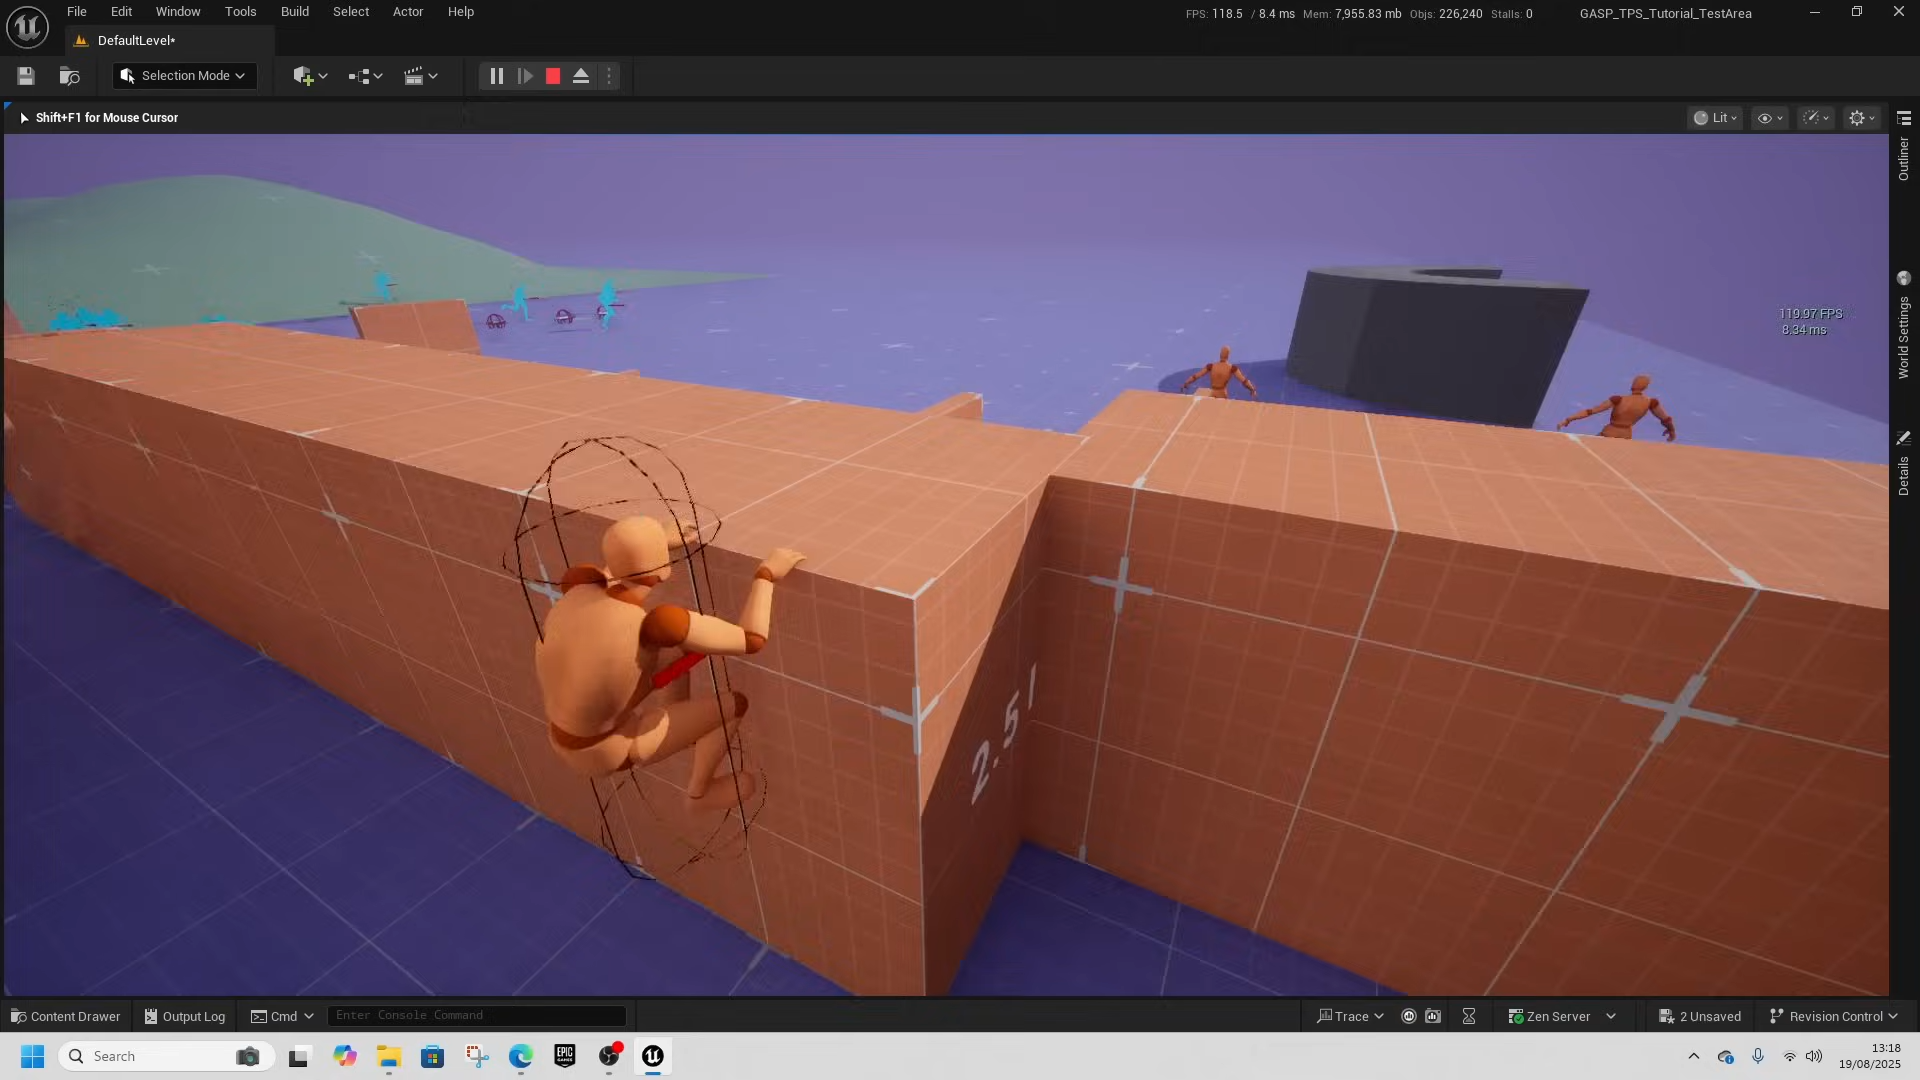 File Edit Window Tools Build Select Actor Help
FPS: 118.5 / 8.4 ms Mem: 7,955.83 mb Objs: 226,240 Stalls: 0
GASP_TPS_Tutorial_TestArea
DefaultLevel*
Selection Mode
Shift+F1 for Mouse Cursor
Lit
Outliner
World Settings
Details
119.97 FPS
8.34 ms
2.5
Content Drawer Output Log Cmd Enter Console Command
Trace Zen Server 2 Unsaved Revision Control
Search
EPIC
GAMES
13:18
19/08/2025